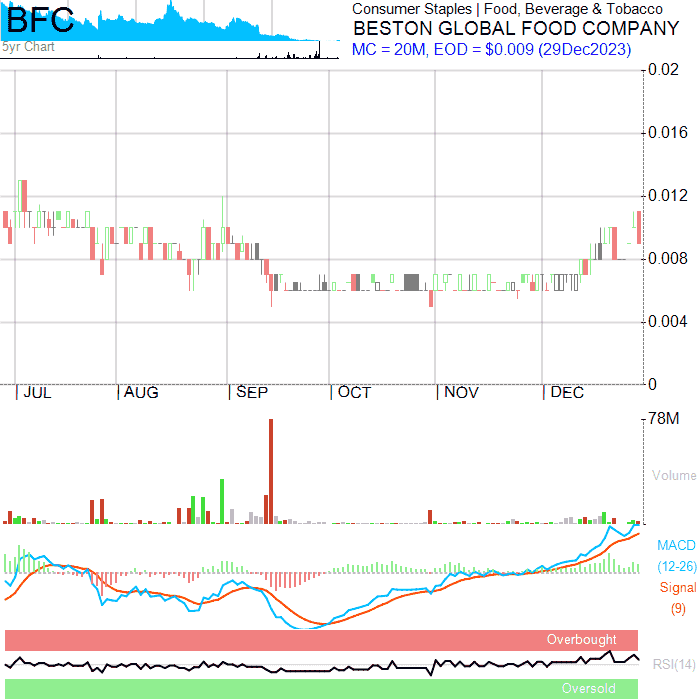 BFC
5yr Chart
Consumer Staples | Food, Beverage & Tobacco
BESTON GLOBAL FOOD COMPANY
MC = 20M, EOD = $0.009 (29Dec2023)
0.02
0.016
0.012
0.008
0.004
0
JUL AUG SEP OCT NOV DEC
78M
Volume
MACD
(12-26)
Signal
(9)
Overbought
RSI(14)
Oversold